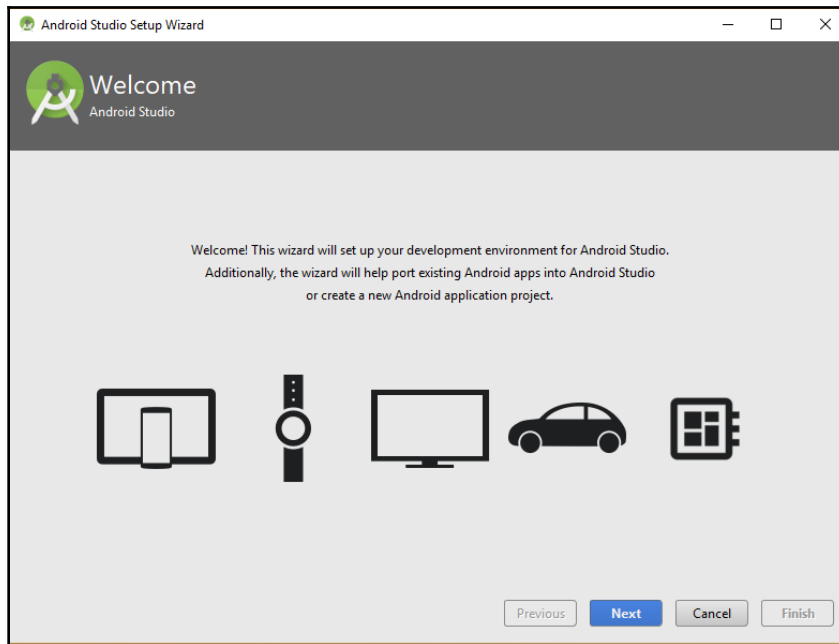 Android Studio Setup Wizard
Welcome
Android Studio
Welcome! This wizard will set up your development environment for Android Studio.
Additionally, the wizard will help port existing Android apps into Android Studio
or create a new Android application project.
Previous Next Cancel Finish